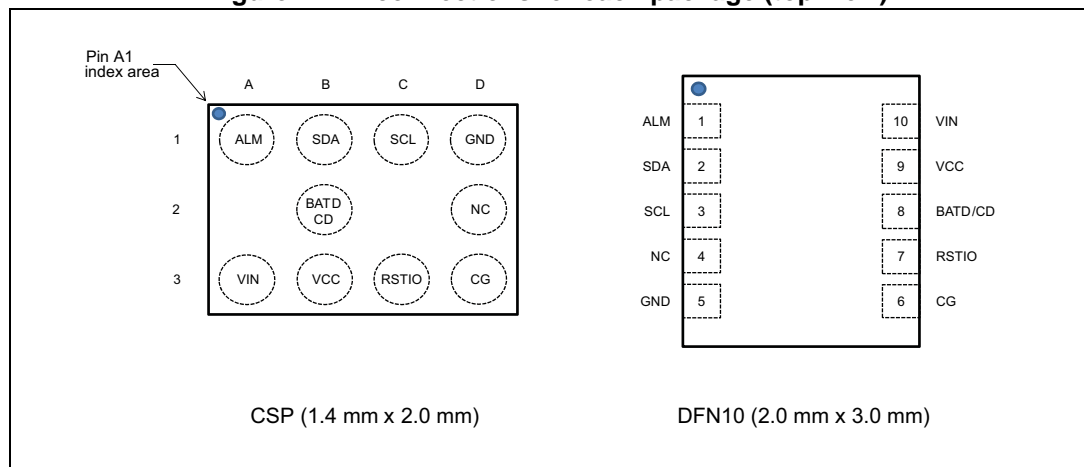 Pin A1
index area
A B C D
1 ALM SDA SCL GND
2 BATD
CD NC
3 VIN VCC RSTIO CG
CSP (1.4 mm x 2.0 mm)
ALM 1 10 VIN
SDA 2 9 VCC
SCL 3 8 BATD/CD
NC 4 7 RSTIO
GND 5 6 CG
DFN10 (2.0 mm x 3.0 mm)